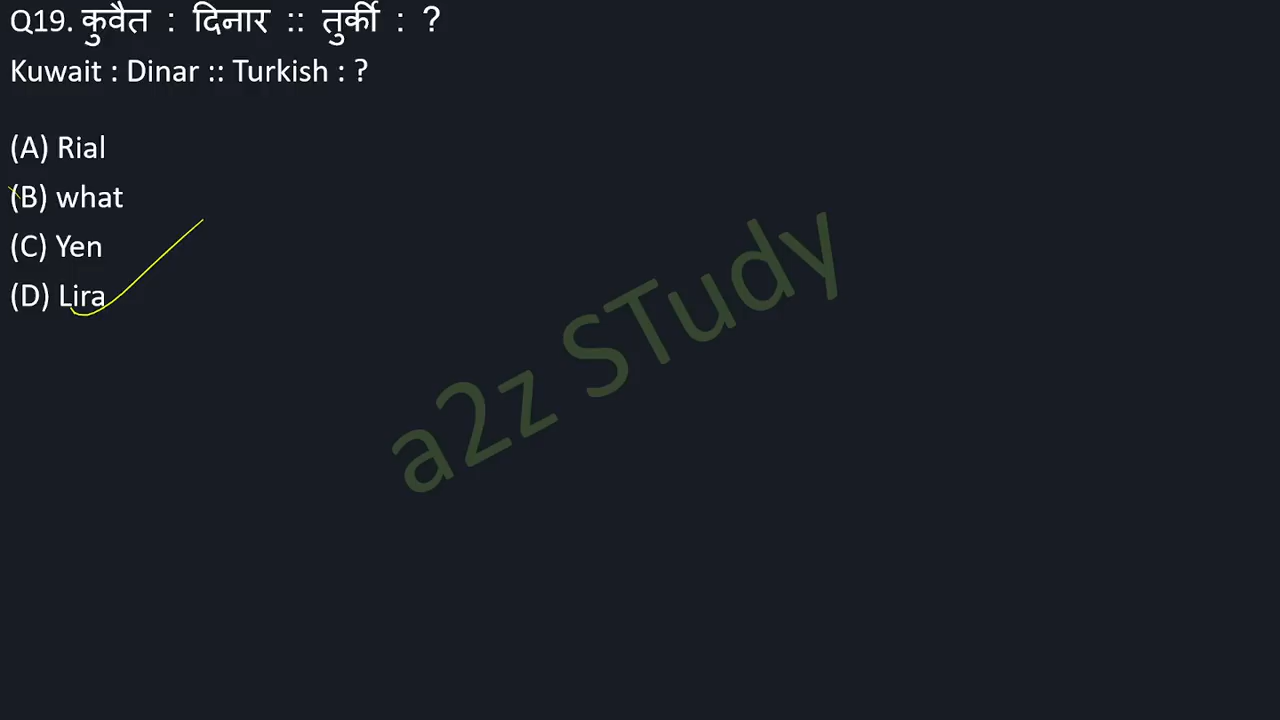 Q19. कुवैत : दिनार :: तुर्की : ?
Kuwait : Dinar :: Turkish : ?
(A) Rial
(B) what
(C) Yen
(D) Lira
a2z STudy